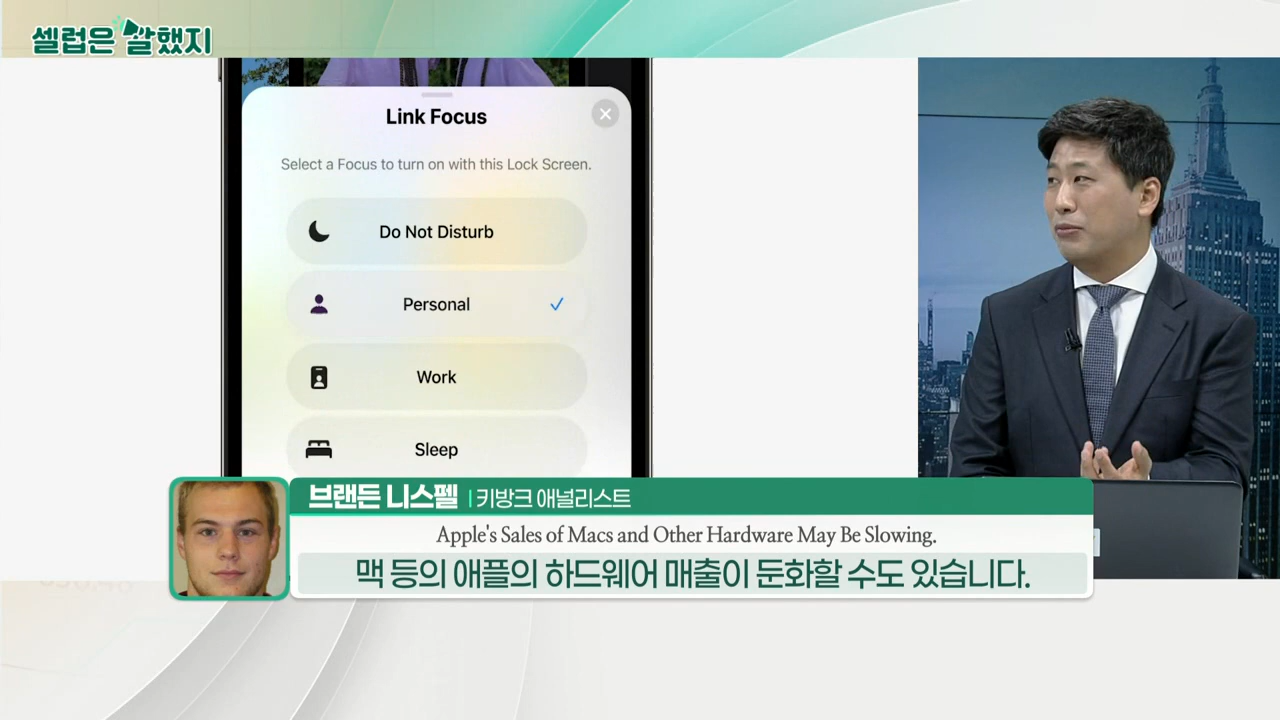 셀럽은 말했지
Link Focus
Select a Focus to turn on with this Lock Screen.
Do Not Disturb
Personal
Work
Sleep
브랜든 니스펠 키방크 애널리스트
Apple's Sales of Macs and Other Hardware May Be Slowing.
맥 등의 애플의 하드웨어 매출이 둔화할 수도 있습니다.